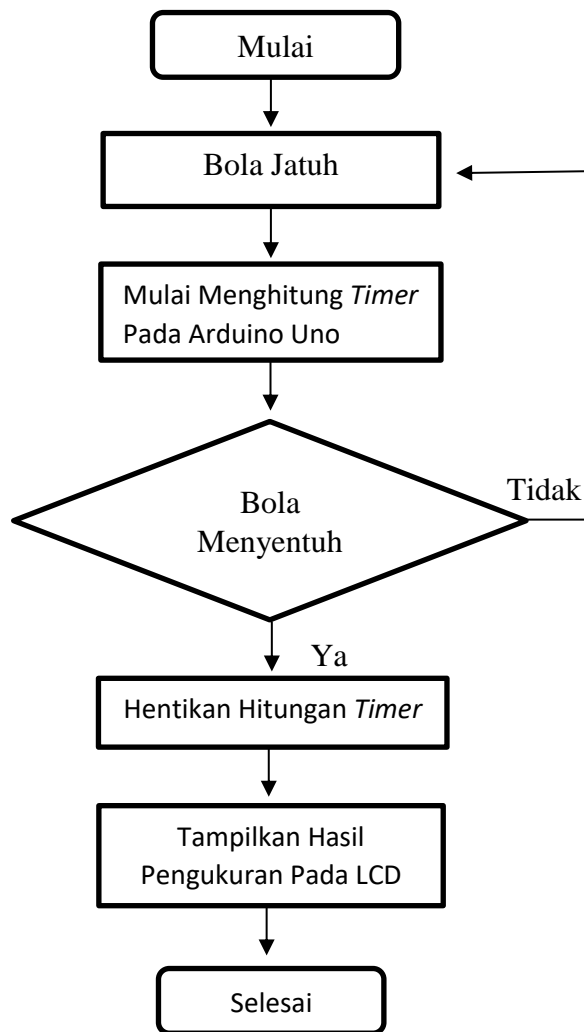 Mulai
Bola Jatuh
Mulai Menghitung Timer
Pada Arduino Uno
Bola
Menyentuh
Tidak
Ya
Hentikan Hitungan Timer
Tampilkan Hasil
Pengukuran Pada LCD
Selesai